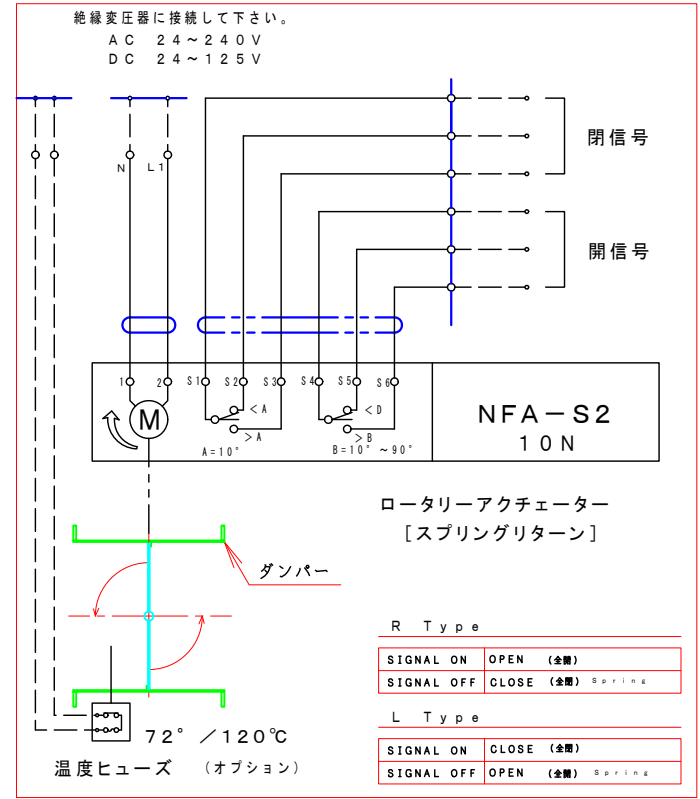 絶縁変圧器に接続して下さい。
AC 24~240V
DC 24~125V
N L1
閉信号
開信号
1 2 S1 S2 S3 S4 S5 S6
M
<A
>A
A=10°
<D
>B
B=10°~90°
NFA-S2
10N
ロータリーアクチェーター
[スプリングリターン]
ダンパー
R Type
SIGNAL ON OPEN (全開)
SIGNAL OFF CLOSE (全閉) Spring
L Type
SIGNAL ON CLOSE (全閉)
SIGNAL OFF OPEN (全開) Spring
72° /120℃
温度ヒューズ (オプション)